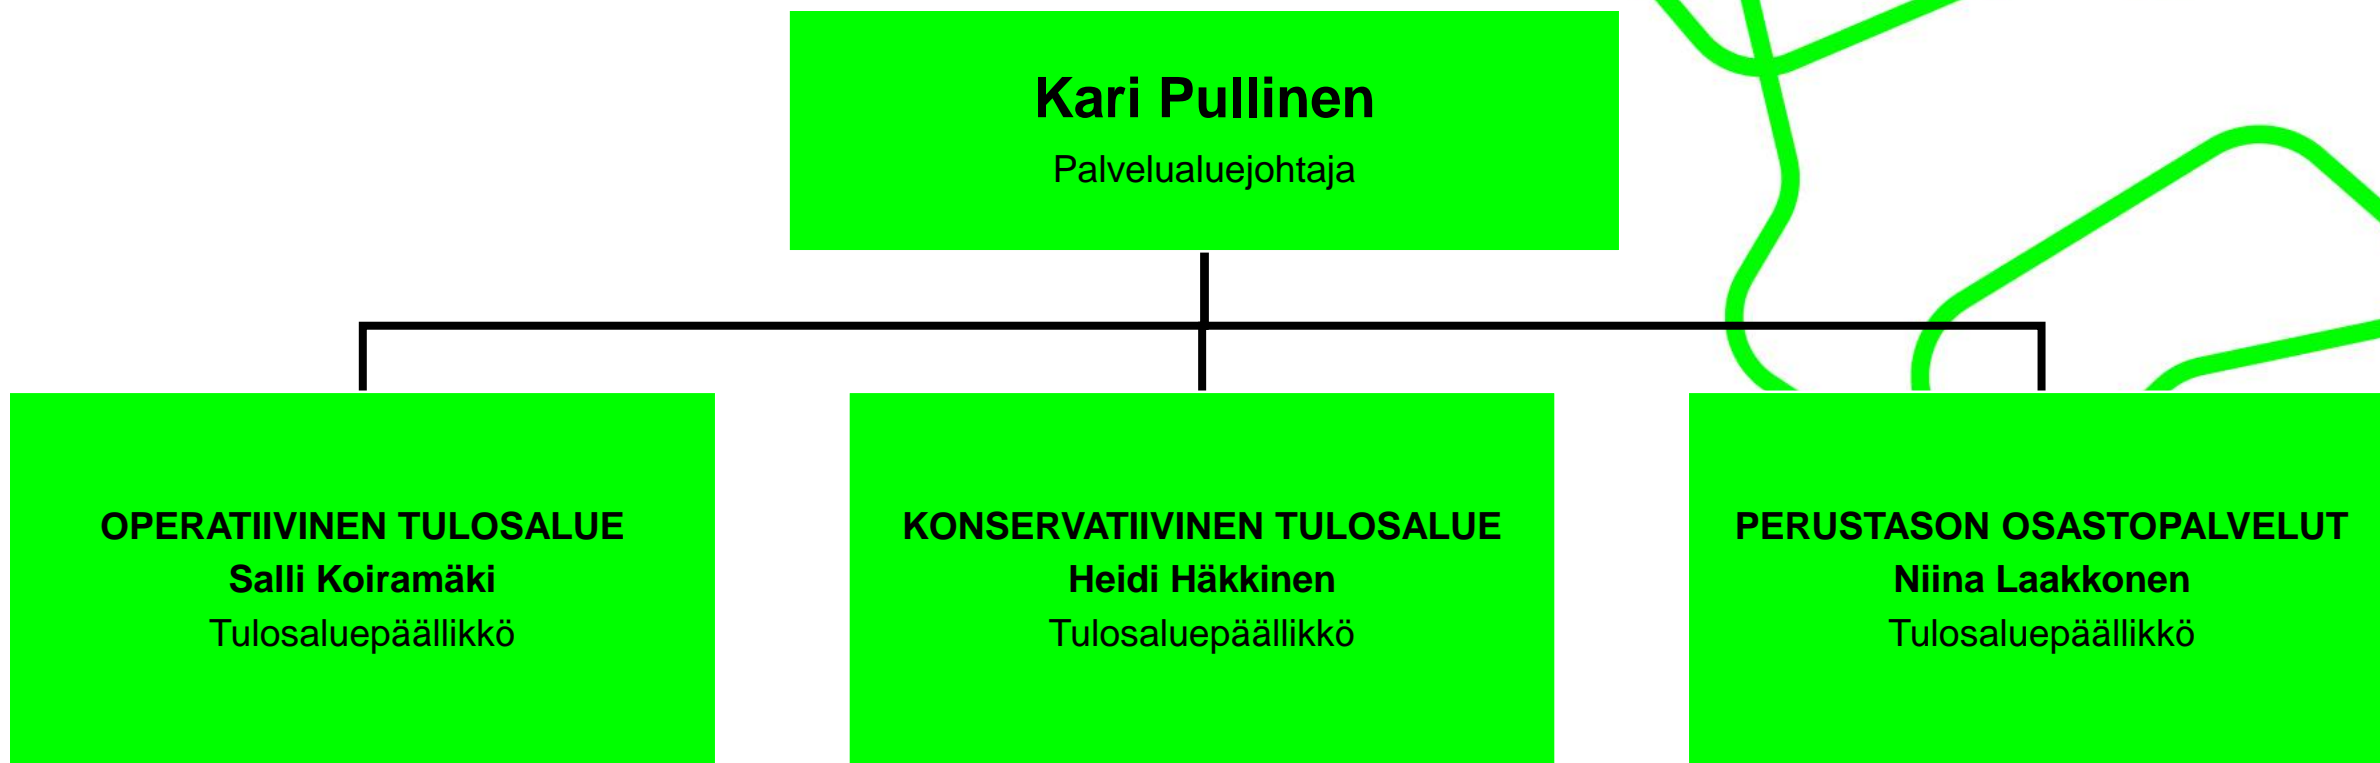 Kari Pullinen
Palvelualuejohtaja
OPERATIIVINEN TULOSALUE
Salli Koiramäki
Tulosaluepäällikkö
KONSERVATIIVINEN TULOSALUE
Heidi Häkkinen
Tulosaluepäällikkö
PERUSTASON OSASTOPALVELUT
Niina Laakkonen
Tulosaluepäällikkö